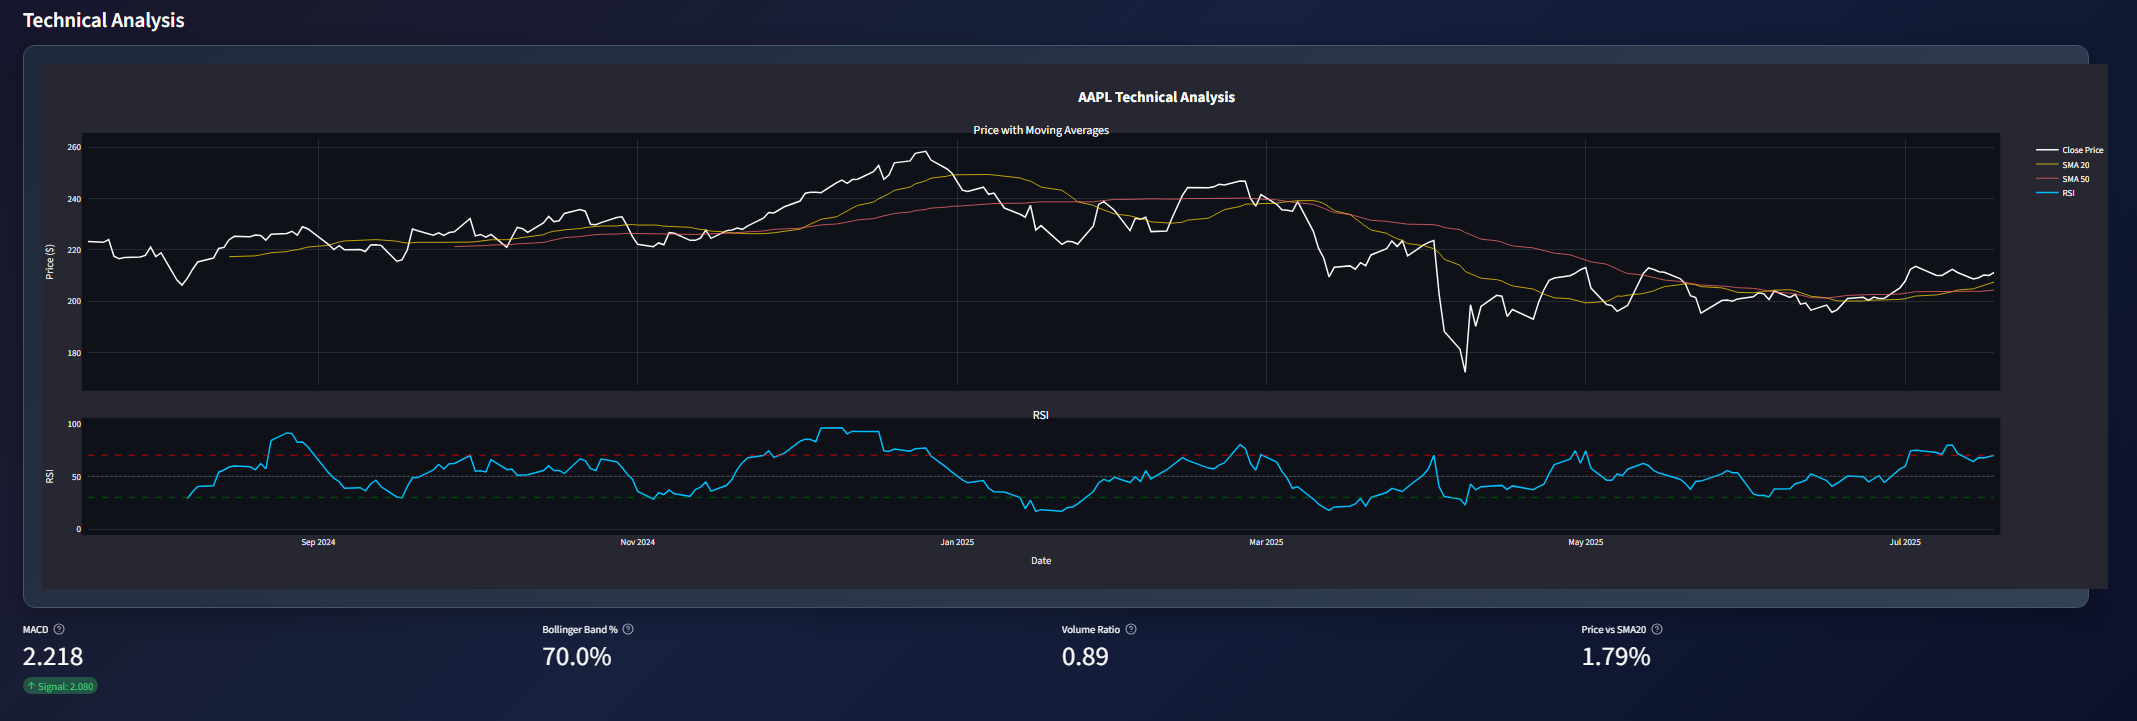 Technical Analysis
AAPL Technical Analysis
Price with Moving Averages
Price ($)
260
240
220
200
180
Close Price
SMA 20
SMA 50
RSI
RSI
RSI
100
50
0
Sep 2024
Nov 2024
Jan 2025
Mar 2025
May 2025
Jul 2025
Date
MACD
2.218
↑ Signal: 2.080
Bollinger Band %
70.0%
Volume Ratio
0.89
Price vs SMA20
1.79%